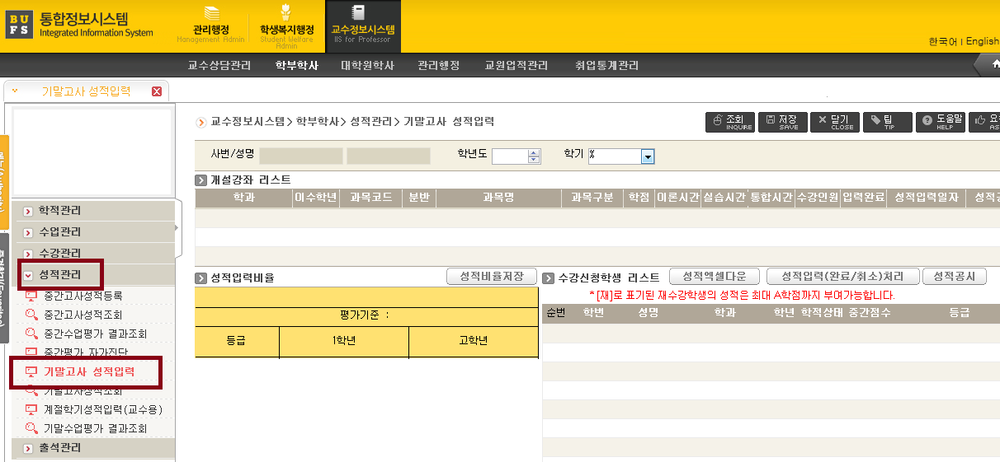 BU FS 통합정보시스템
Integrated Information System
관리행정
Management Admin
학생복지행정
Student Welfare Admin
교수정보시스템
IIS for Professor
한국어 | English
교수상담관리 학부학사 대학원학사 관리행정 교원업적관리 취업통계관리
기말고사 성적입력
교수정보시스템> 학부학사> 성적관리> 기말고사 성적입력
조회 INQUIRE 저장 SAVE 닫기 CLOSE 팁 TIP 도움말 HELP
사번/성명 학년도 학기 %
개설강좌 리스트
학과 이수학년 과목코드 분반 과목명 과목구분 학점 이론시간 실습시간 통합시간 수강인원 입력완료 성적입력일자
학적관리
수업관리
수강관리
성적관리
중간고사성적등록
중간고사성적조회
중간수업평가 결과조회
중간평가 자가진단
기말고사 성적입력
기말고사성적조회
계절학기성적입력(교수용)
기말수업평가 결과조회
출석관리
성적입력비율 성적비율저장
평가기준 :
등급 1학년 고학년
수강신청학생 리스트 성적엑셀다운 성적입력(완료/취소)처리 성적공시
* [재]로 표기된 재수강학생의 성적은 최대 A학점까지 부여가능합니다.
순번 학번 성명 학과 학년 학적상태 중간점수 등급